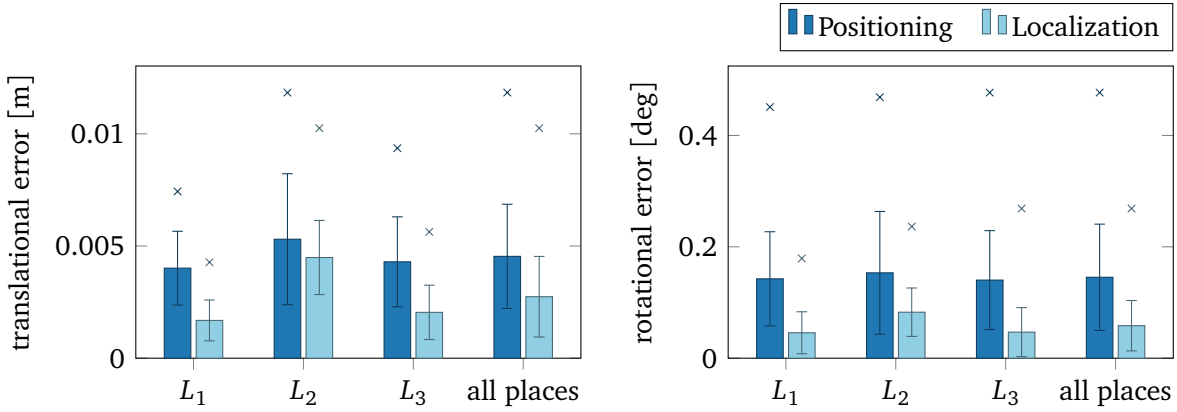 Positioning Localization
translational error [m]
0.01
0.005
0
L₁ L₂ L₃ all places
rotational error [deg]
0.4
0.2
0
L₁ L₂ L₃ all places